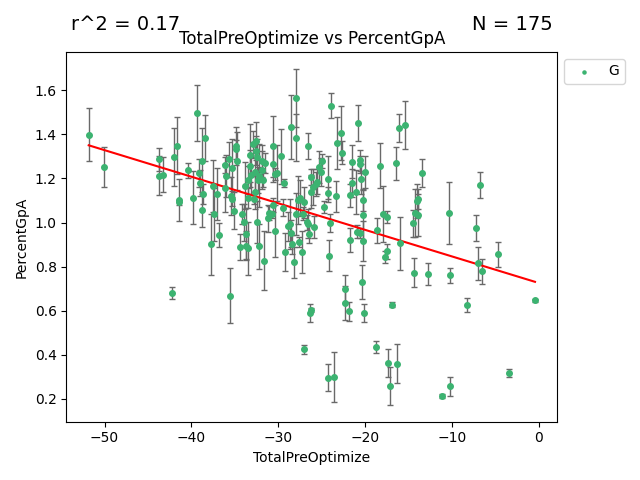 r^2 = 0.17
N = 175
TotalPreOptimize vs PercentGpA
G
1.6
1.4
1.2
1.0
0.8
0.6
0.4
0.2
PercentGpA
−50 −40 −30 −20 −10 0
TotalPreOptimize